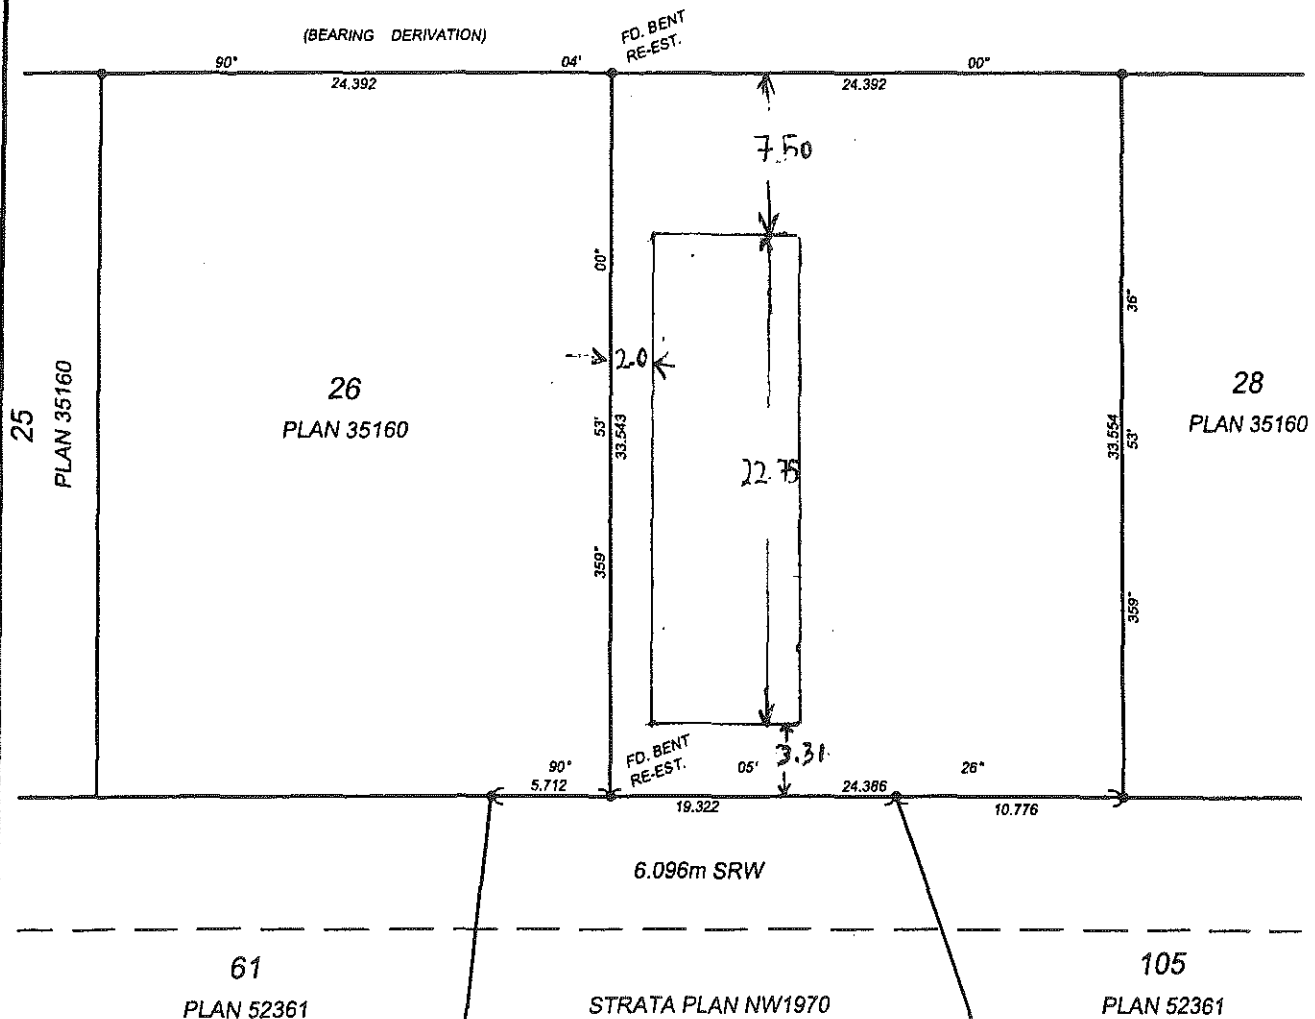 (BEARING DERIVATION)
FD. BENT
RE-EST.
90° 04' 00"
24.392
24.392
7.50
00"
36"
2.0
25
PLAN 35160
26
PLAN 35160
28
PLAN 35160
53'
33.543
33.554
53'
22.75
359°
359°
FD. BENT
RE-EST.
3.31
90° 05' 26"
5.712
24.386
19.322
10.776
6.096m SRW
61
PLAN 52361
STRATA PLAN NW1970
105
PLAN 52361